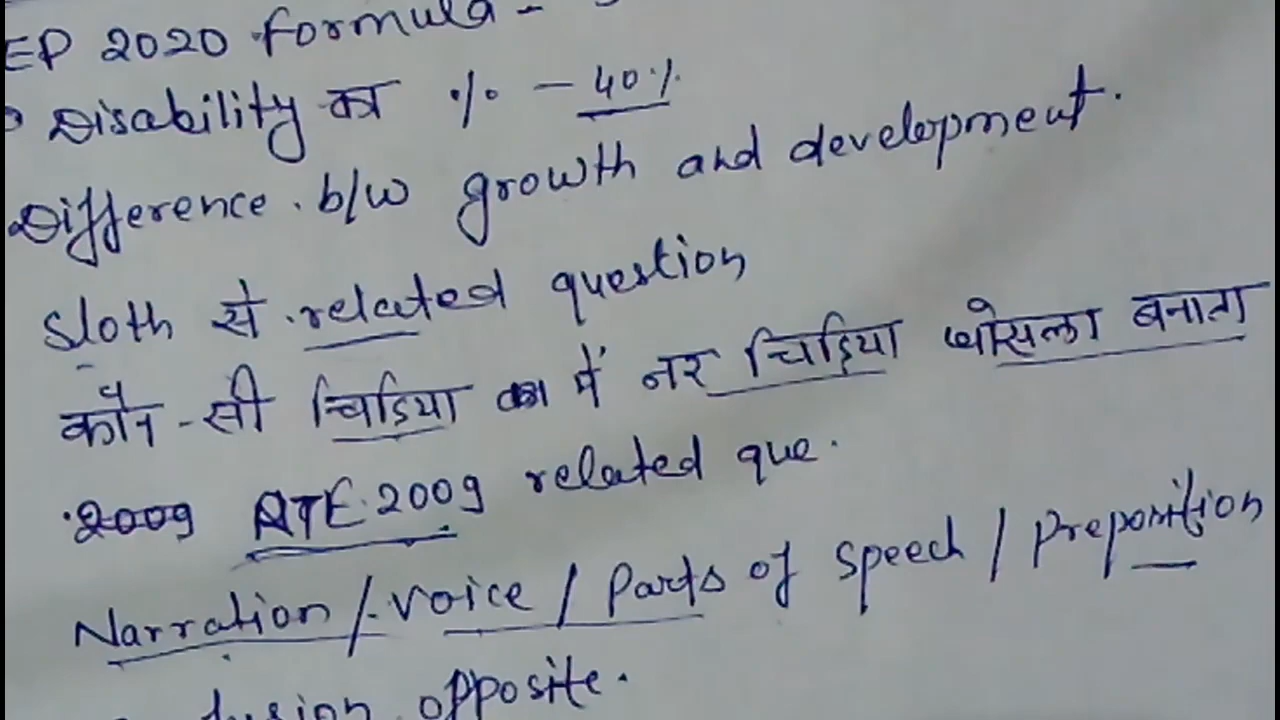 EP 2020 formula -
Disability का % - 40%
Difference b/w growth and development.
Sloth से related question
कौन-सी चिडिया में नर चिड़िया घोसला बनाता
2009 RTE 2009 related que.
Narration / voice / Parts of speech / Preposition
opposite.